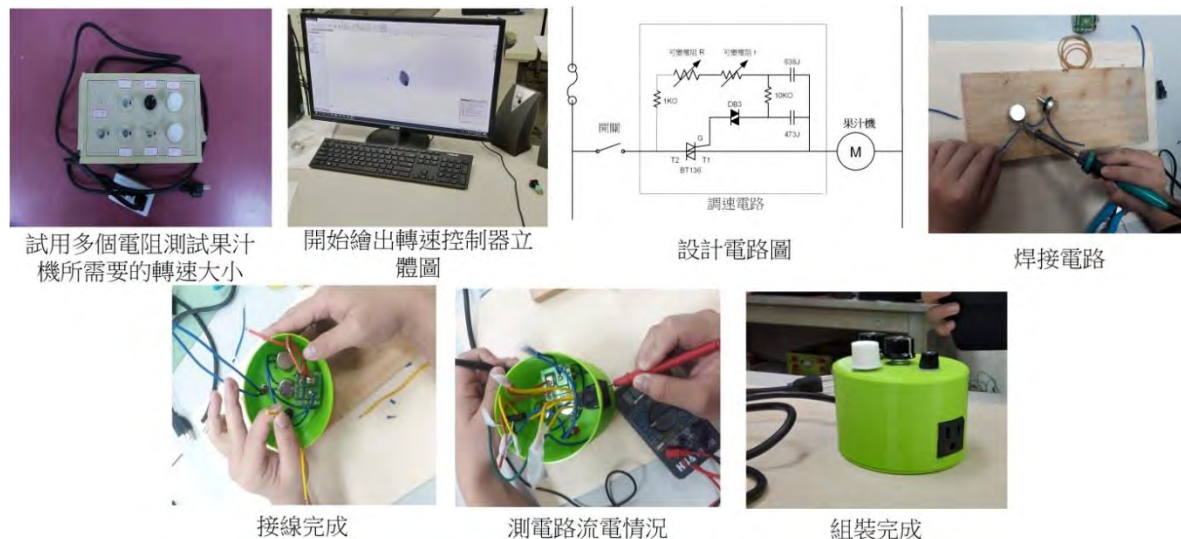 可變電阻 R
可變電阻 r
638J
1KΩ
10KΩ
DB3
473J
開關
G
T2
T1
BT136
果汁機
M
調速電路
試用多個電阻測試果汁
機所需要的轉速大小
開始繪出轉速控制器立
體圖
設計電路圖
焊接電路
接線完成
測電路流電情況
組裝完成